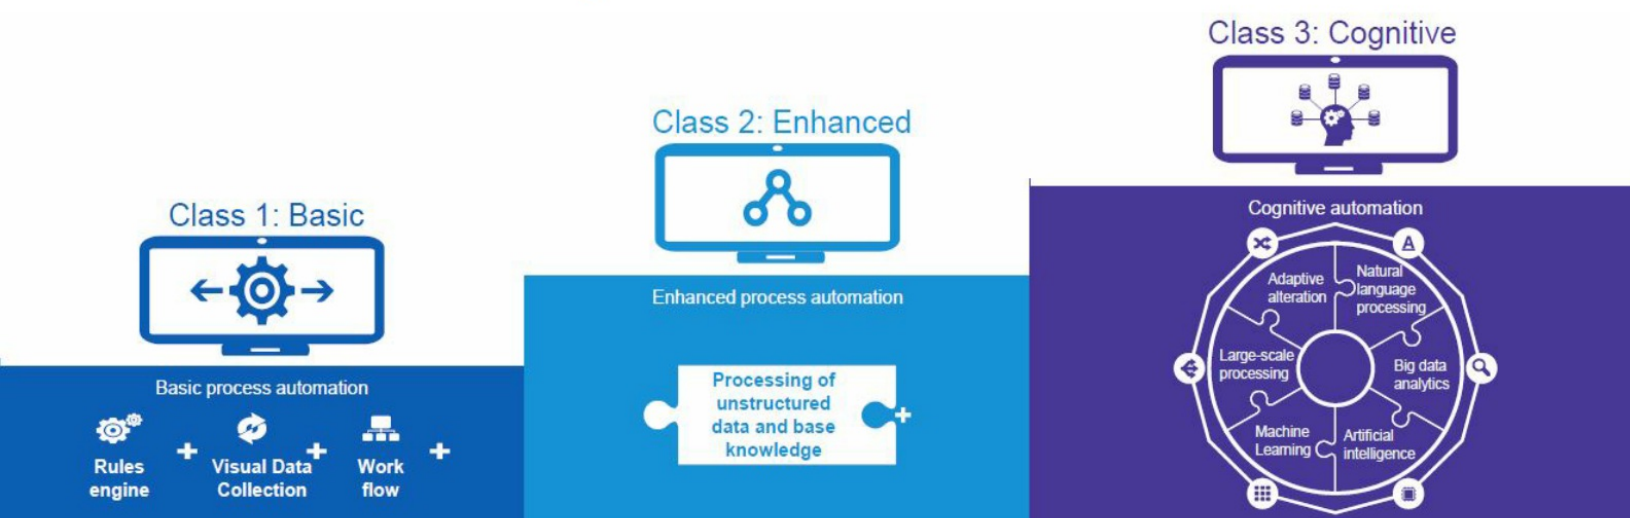 Class 1: Basic
Basic process automation
Rules
engine
Visual Data
Collection
Work
flow
Class 2: Enhanced
Enhanced process automation
Processing of
unstructured
data and base
knowledge
Class 3: Cognitive
Cognitive automation
A
Adaptive
alteration
Natural
language
processing
Large-scale
processing
Big data
analytics
Machine
Learning
Artificial
intelligence